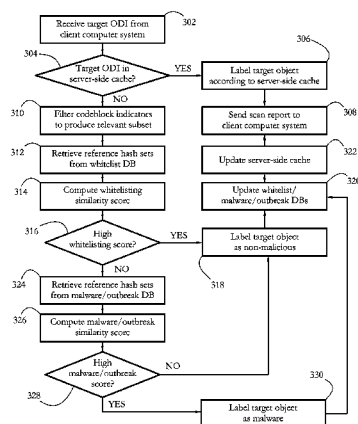 Receive target ODI from
client computer system
302
304
Target ODI in
server-side cache?
YES
306
Label target object
according to server-side cache
NO
310
Filter codeblock indicators
to produce relevant subset
308
Send scan report to
client computer system
312
Retrieve reference hash sets
from whitelist DB
322
Update server-side cache
314
Compute whitelisting
similarity score
320
Update whitelist/
malware/outbreak DBs
316
High
whitelisting score?
YES
Label target object
as non-malicious
318
NO
324
Retrieve reference hash sets
from malware/outbreak DB
326
Compute malware/outbreak
similarity score
High
malware/outbreak
score?
NO
328
YES
330
Label target object
as malware